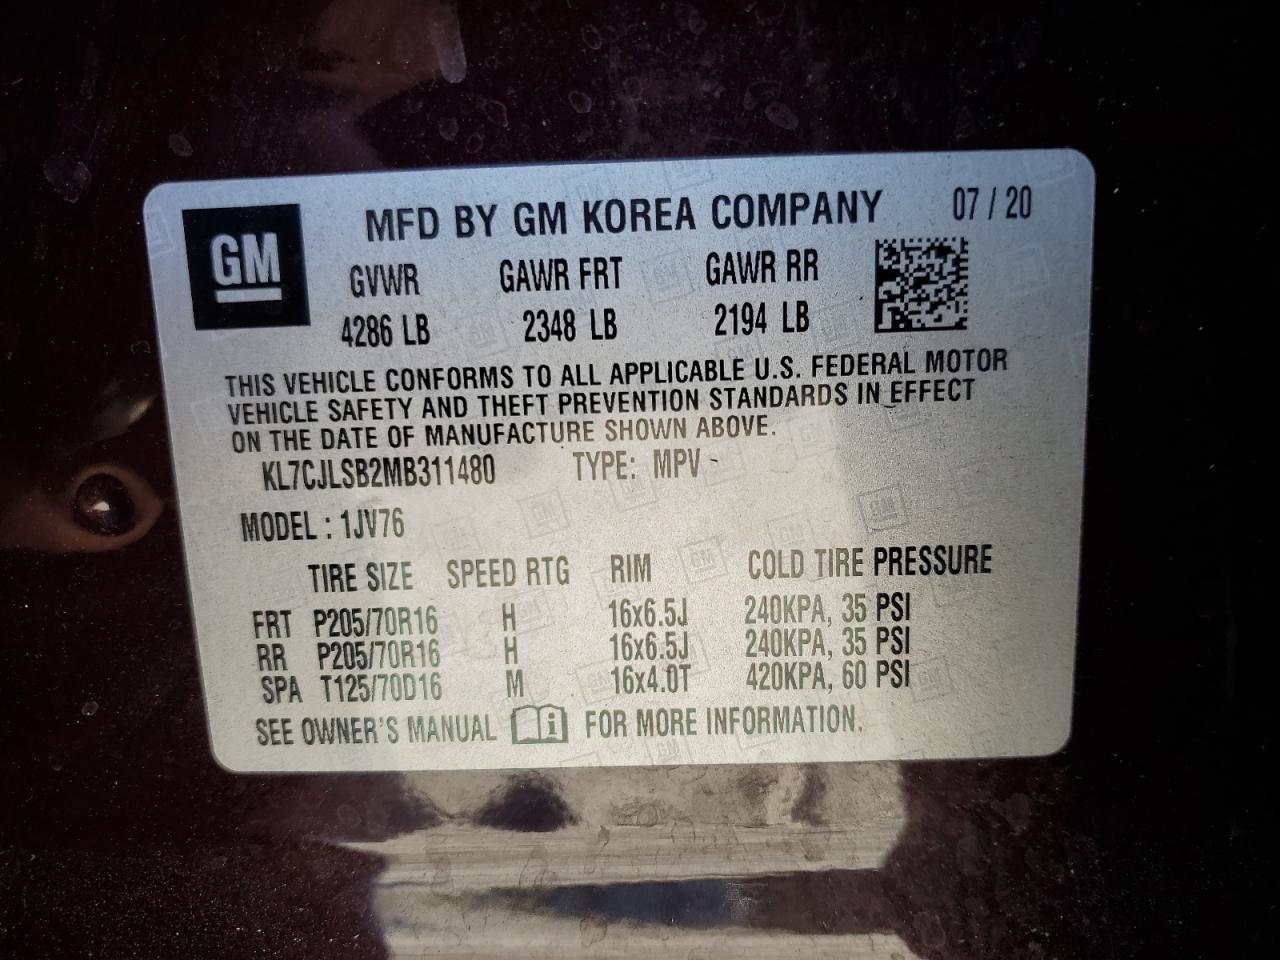 GM
MFD BY GM KOREA COMPANY 07 / 20
GVWR GAWR FRT GAWR RR
4286 LB 2348 LB 2194 LB
THIS VEHICLE CONFORMS TO ALL APPLICABLE U.S. FEDERAL MOTOR
VEHICLE SAFETY AND THEFT PREVENTION STANDARDS IN EFFECT
ON THE DATE OF MANUFACTURE SHOWN ABOVE.
KL7CJLSB2MB311480 TYPE: MPV
MODEL : 1JV76
TIRE SIZE SPEED RTG RIM COLD TIRE PRESSURE
FRT P205/70R16 H 16x6.5J 240KPA, 35 PSI
RR P205/70R16 H 16x6.5J 240KPA, 35 PSI
SPA T125/70D16 M 16x4.0T 420KPA, 60 PSI
SEE OWNER'S MANUAL i FOR MORE INFORMATION.